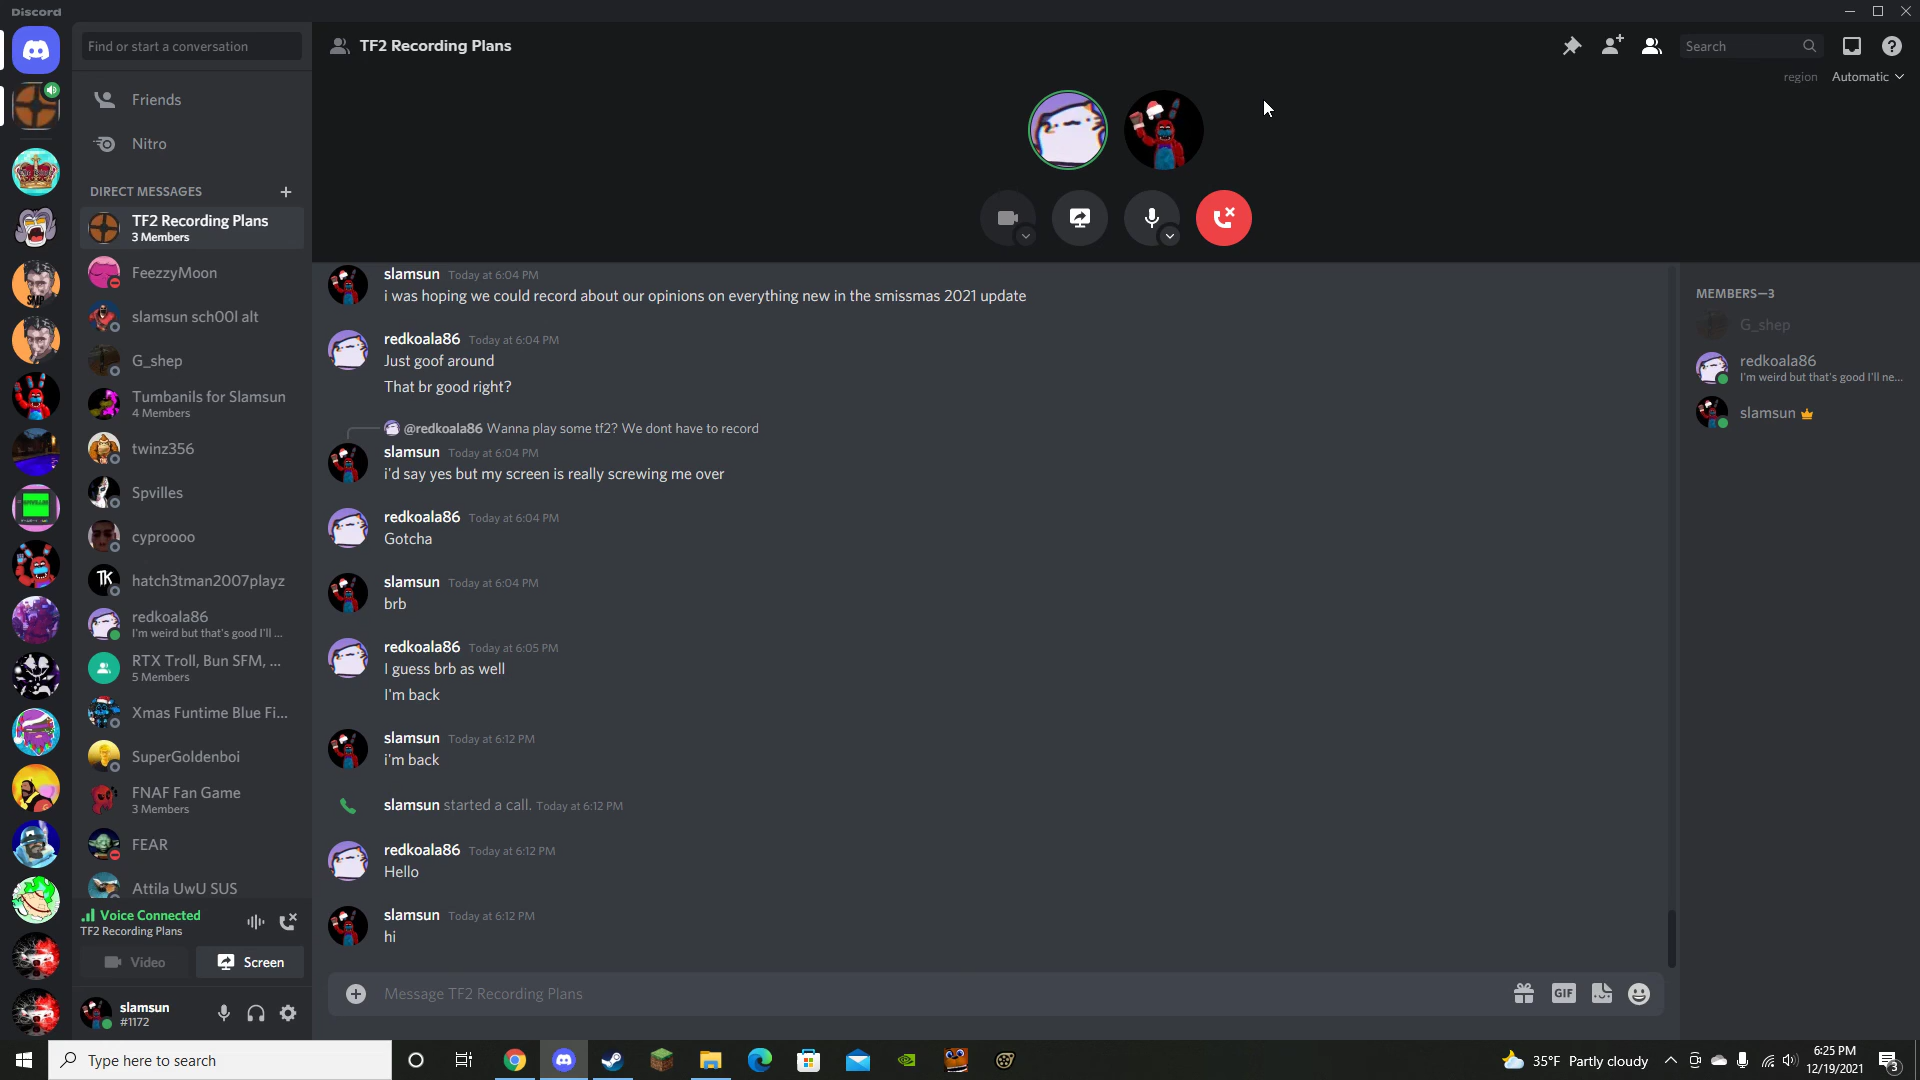 Discord
Find or start a conversation
Friends
Nitro
DIRECT MESSAGES
TF2 Recording Plans
3 Members
FeezzyMoon
slamsun sch00l alt
G_shep
Tumbanils for Slamsun
4 Members
twinz356
Spvilles
cyproooo
TK
hatch3tman2007playz
redkoala86
I'm weird but that's good I'll ...
RTX Troll, Bun SFM, ...
5 Members
Xmas Funtime Blue Fi...
SuperGoldenboi
FNAF Fan Game
3 Members
FEAR
Attila UwU SUS
Voice Connected
TF2 Recording Plans
Video
Screen
slamsun
#1172
SMP
TF2 Recording Plans
Search
region Automatic
slamsun Today at 6:04 PM
i was hoping we could record about our opinions on everything new in the smissmas 2021 update
redkoala86 Today at 6:04 PM
Just goof around
That br good right?
@redkoala86 Wanna play some tf2? We dont have to record
slamsun Today at 6:04 PM
i'd say yes but my screen is really screwing me over
redkoala86 Today at 6:04 PM
Gotcha
slamsun Today at 6:04 PM
brb
redkoala86 Today at 6:05 PM
I guess brb as well
I'm back
slamsun Today at 6:12 PM
i'm back
slamsun started a call. Today at 6:12 PM
redkoala86 Today at 6:12 PM
Hello
slamsun Today at 6:12 PM
hi
Message TF2 Recording Plans
GIF
MEMBERS—3
G_shep
redkoala86
I'm weird but that's good I'll ne...
slamsun
Type here to search
35°F Partly cloudy
6:25 PM
12/19/2021
3